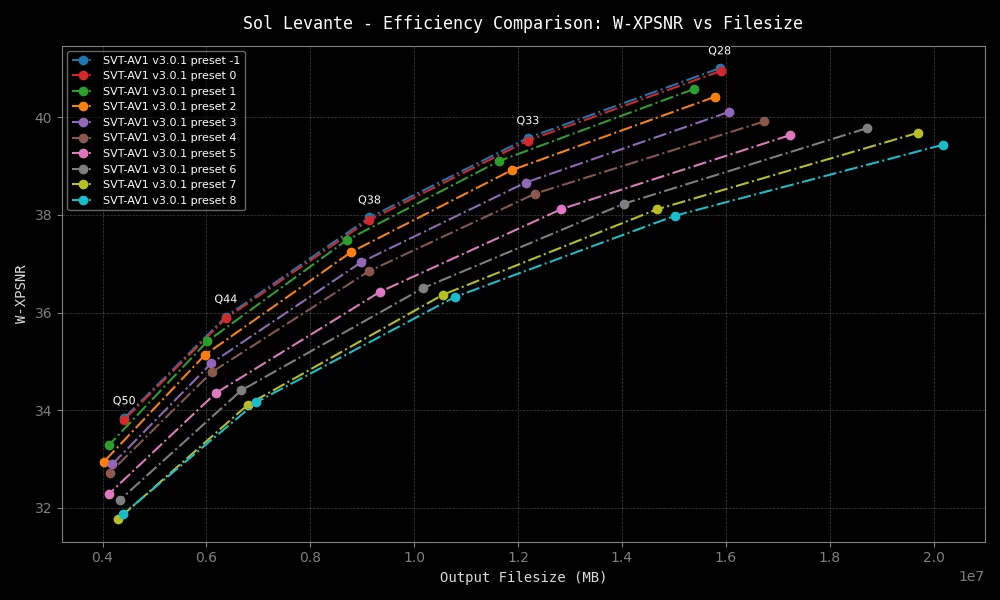 Sol Levante - Efficiency Comparison: W-XPSNR vs Filesize
SVT-AV1 v3.0.1 preset -1
SVT-AV1 v3.0.1 preset 0
SVT-AV1 v3.0.1 preset 1
SVT-AV1 v3.0.1 preset 2
SVT-AV1 v3.0.1 preset 3
SVT-AV1 v3.0.1 preset 4
SVT-AV1 v3.0.1 preset 5
SVT-AV1 v3.0.1 preset 6
SVT-AV1 v3.0.1 preset 7
SVT-AV1 v3.0.1 preset 8
Q28
Q33
Q38
Q44
Q50
W-XPSNR
40
38
36
34
32
0.4
0.6
0.8
1.0
1.2
1.4
1.6
1.8
2.0
1e7
Output Filesize (MB)